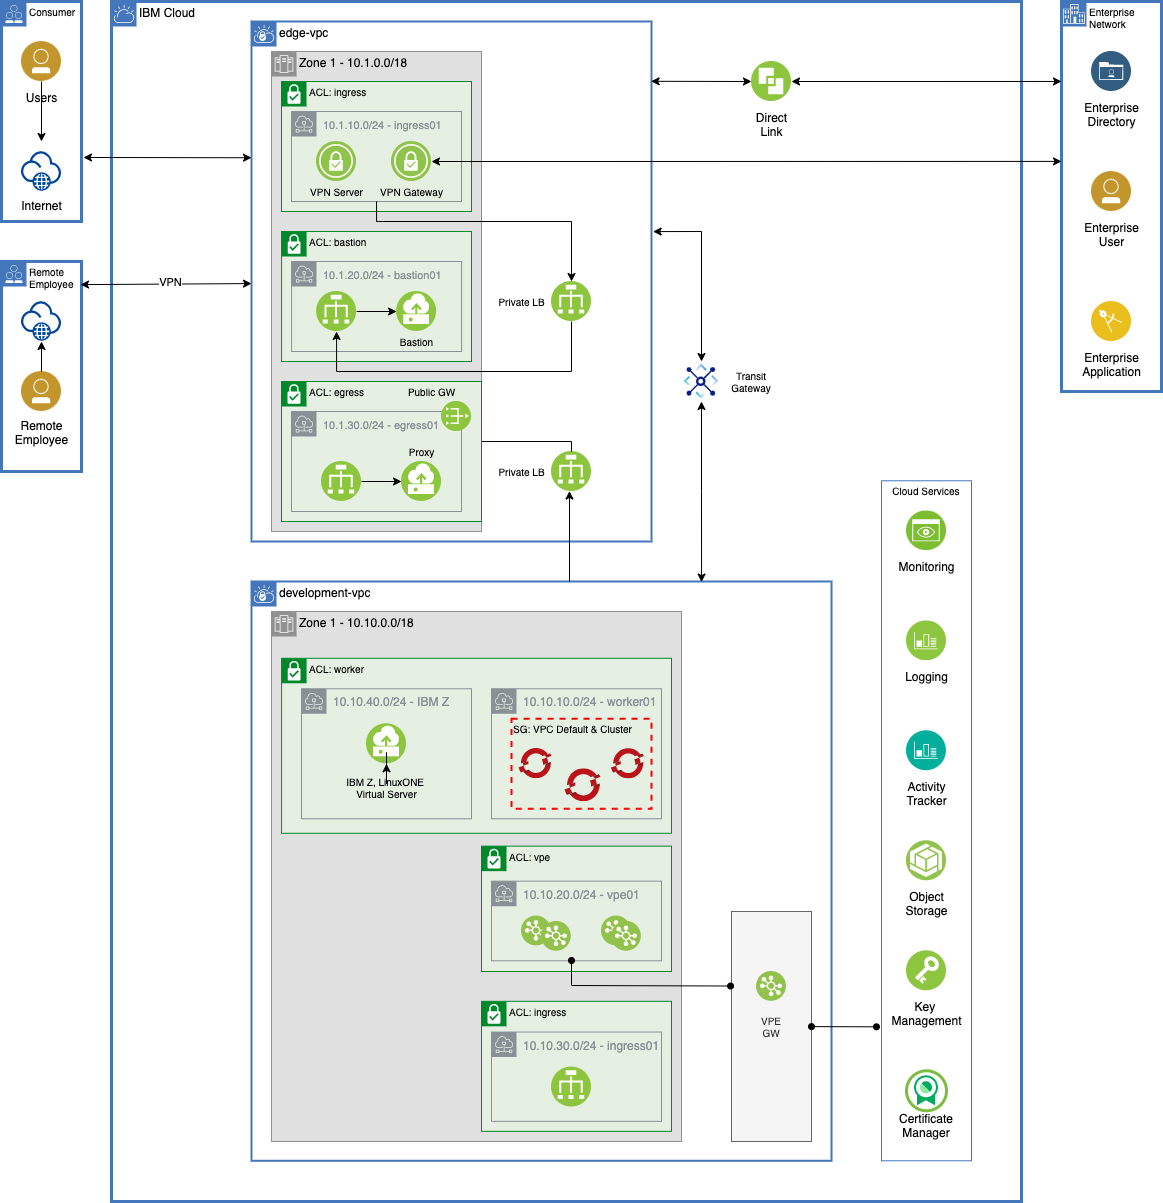 Consumer
Users
Internet
Remote
Employee
Remote
Employee
VPN
IBM Cloud
edge-vpc
Zone 1 - 10.1.0.0/18
ACL: ingress
10.1.10.0/24 - ingress01
VPN Server
VPN Gateway
ACL: bastion
10.1.20.0/24 - bastion01
Bastion
Private LB
ACL: egress
Public GW
10.1.30.0/24 - egress01
Proxy
Private LB
Direct
Link
Transit
Gateway
Enterprise
Network
Enterprise
Directory
Enterprise
User
Enterprise
Application
development-vpc
Zone 1 - 10.10.0.0/18
ACL: worker
10.10.40.0/24 - IBM Z
IBM Z, LinuxONE
Virtual Server
10.10.10.0/24 - worker01
SG: VPC Default & Cluster
ACL: vpe
10.10.20.0/24 - vpe01
ACL: ingress
10.10.30.0/24 - ingress01
VPE
GW
Cloud Services
Monitoring
Logging
Activity
Tracker
Object
Storage
Key
Management
Certificate
Manager